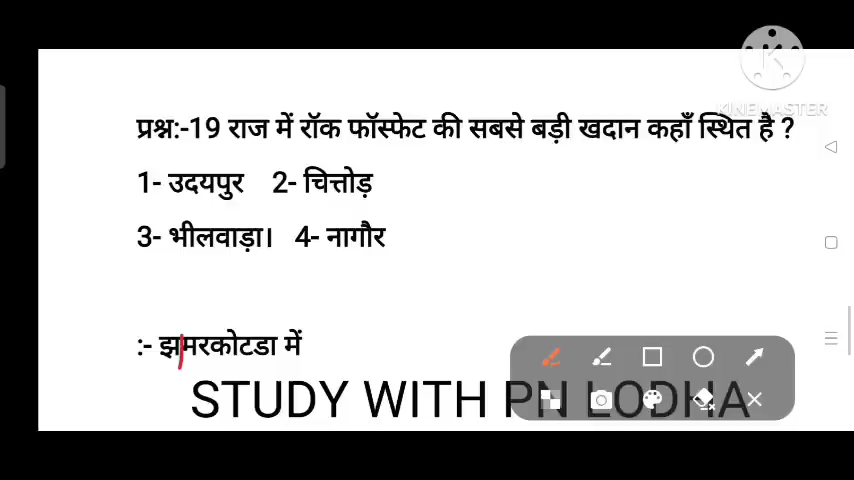 KINEMASTER
प्रश्न:-19 राज में रॉक फॉस्फेट की सबसे बड़ी खदान कहाँ स्थित है ?
1- उदयपुर 2- चित्तोड़
3- भीलवाड़ा। 4- नागौर
:- झमरकोटडा में
STUDY WITH PN LODHA